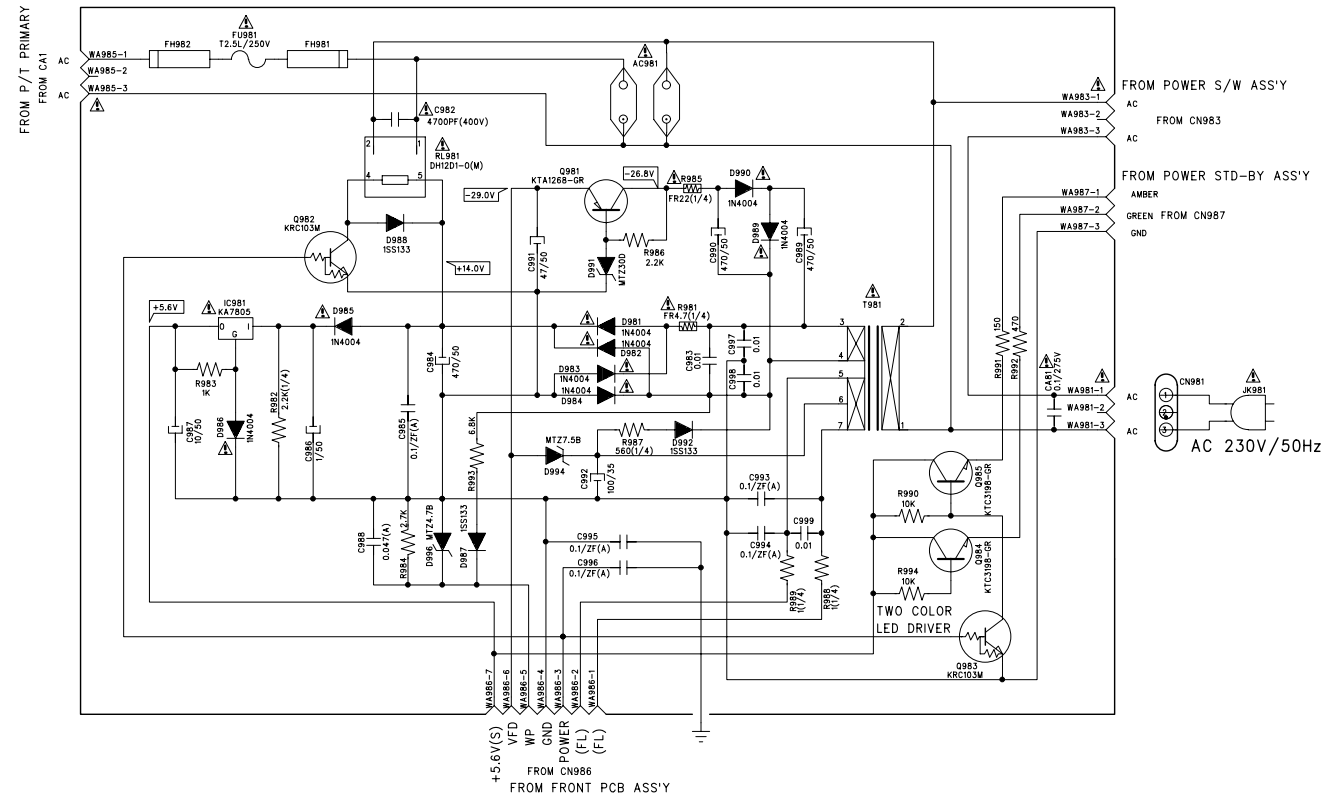 FROM P/T PRIMARY
FROM CA1
AC
AC
WA985-1
WA985-2
WA985-3
FH982
FU981
T2.5L/250V
FH981
AC981
C982
4700PF(400V)
2
1
RL981
DH12D1-0(M)
4
5
Q982
KRC103M
D988
1SS133
-29.0V
Q981
KTA1268-GR
-26.8V
R985
FR22(1/4)
D990
1N4004
C991
47/50
D991
MTZ30D
R986
2.2K
C990
470/50
D989
1N4004
C989
470/50
+14.0V
+5.6V
IC981
KA7805
O
I
G
D985
1N4004
R983
1K
C987
10/50
D986
1N4004
R982
2.2K(1/4)
C986
1/50
C985
0.1/ZF(A)
C984
470/50
D981
1N4004
1N4004
D982
D983
1N4004
1N4004
D984
R981
FR4.7(1/4)
C983
0.01
C997
0.01
C998
0.01
T981
3
4
5
6
7
2
1
R993
6.8K
MTZ7.5B
D994
R987
560(1/4)
D992
1SS133
C992
100/35
C993
0.1/ZF(A)
C994
0.1/ZF(A)
C999
0.01
C988
0.047(A)
R984
2.7K
D996 MTZ4.7B
D987
1SS133
C995
0.1/ZF(A)
C996
0.1/ZF(A)
R989
1(1/4)
R988
1(1/4)
R990
10K
Q985
KTC3198-GR
R994
10K
Q984
KTC3198-GR
TWO COLOR
LED DRIVER
Q983
KRC103M
R991
150
R992
470
CA81
0.1/275V
WA983-1
WA983-2
WA983-3
FROM POWER S/W ASS'Y
AC
FROM CN983
AC
FROM POWER STD-BY ASS'Y
WA987-1
WA987-2
WA987-3
AMBER
GREEN FROM CN987
GND
WA981-1
WA981-2
WA981-3
AC
AC
CN981
1
2
3
JK981
AC 230V/50Hz
WA986-7
WA986-6
WA986-5
WA986-4
WA986-3
WA986-2
WA986-1
+5.6V(S)
VFD
WP
GND
POWER
(FL)
(FL)
FROM CN986
FROM FRONT PCB ASS'Y